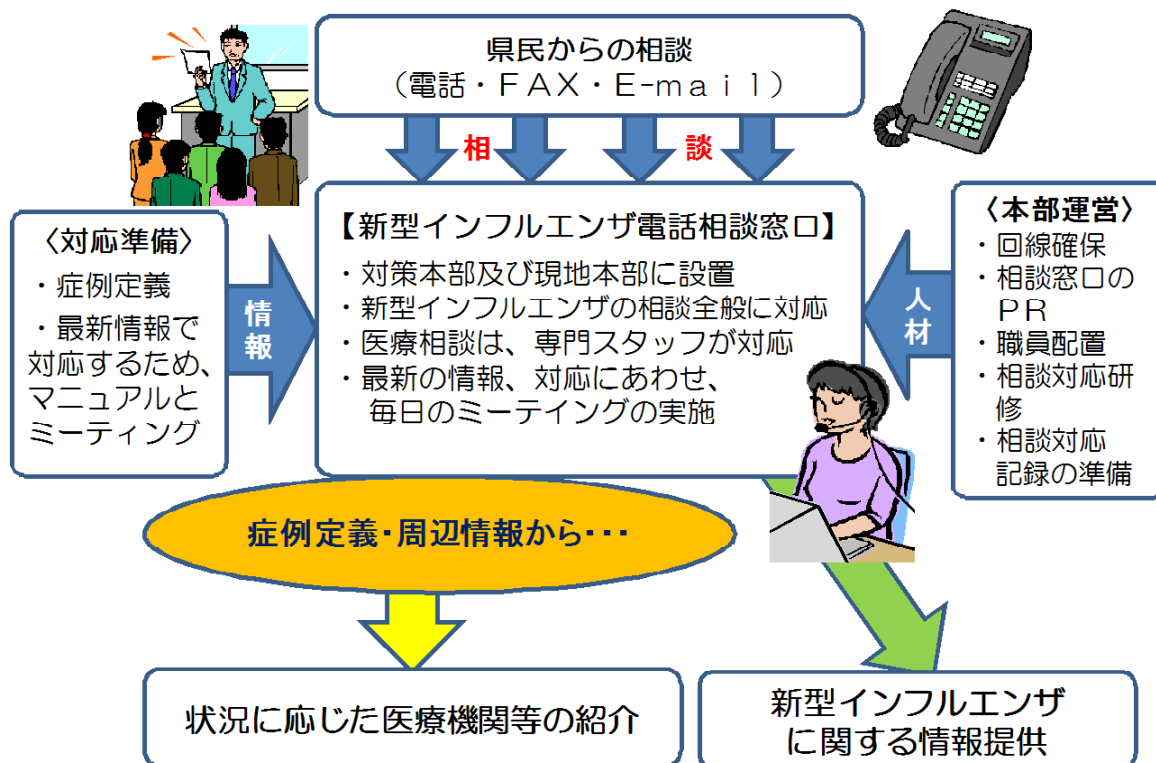 県民からの相談
（電話・ＦＡＸ・E-ｍａｉｌ）
相　談
〈対応準備〉
・症例定義
・最新情報で
対応するため、
マニュアルと
ミーティング
情報
【新型インフルエンザ電話相談窓口】
・対策本部及び現地本部に設置
・新型インフルエンザの相談全般に対応
・医療相談は、専門スタッフが対応
・最新の情報、対応にあわせ、
毎日のミーテイングの実施
人材
〈本部運営〉
・回線確保
・相談窓口の
ＰＲ
・職員配置
・相談対応研
修
・相談対応
記録の準備
症例定義・周辺情報から・・・
状況に応じた医療機関等の紹介
新型インフルエンザ
に関する情報提供